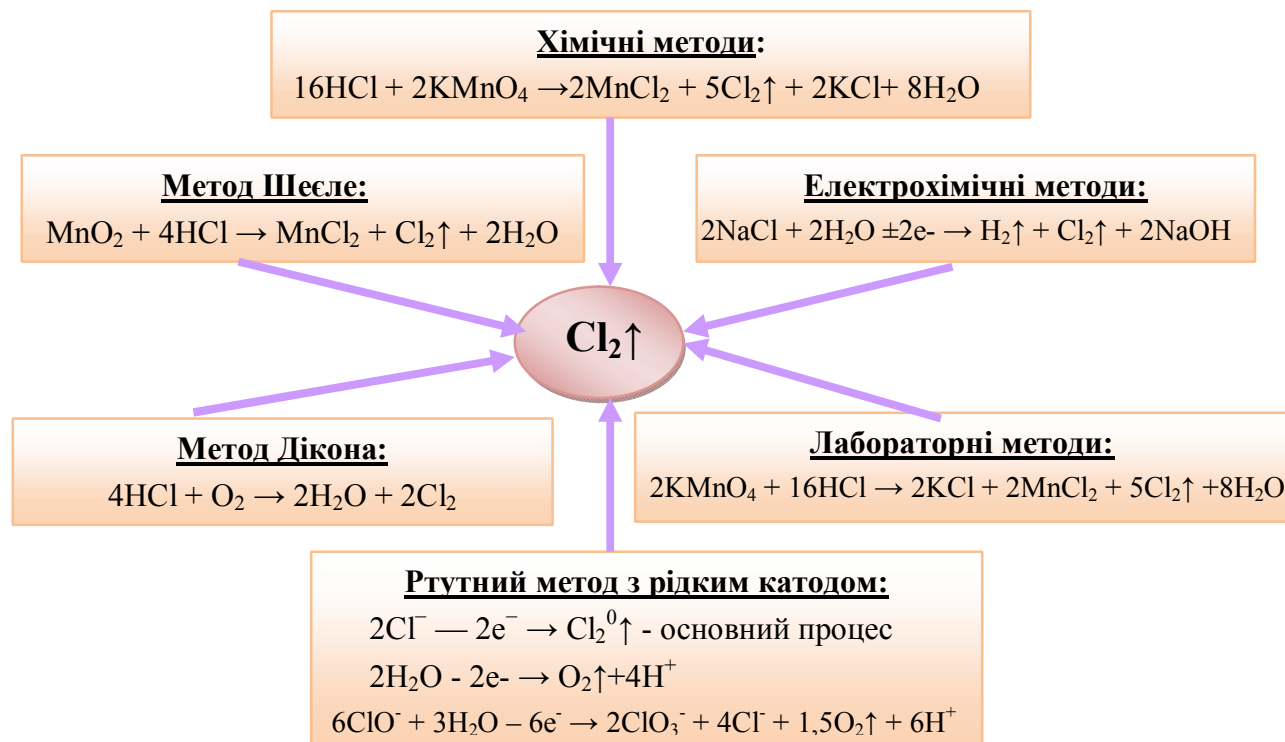 Хімічні методи:
16HCl + 2KMnO₄ →2MnCl₂ + 5Cl₂↑ + 2KCl+ 8H₂O
Метод Шеєле:
MnO₂ + 4HCl → MnCl₂ + Cl₂↑ + 2H₂O
Електрохімічні методи:
2NaCl + 2H₂O ±2e- → H₂↑ + Cl₂↑ + 2NaOH
Cl₂↑
Метод Дікона:
4HCl + O₂ → 2H₂O + 2Cl₂
Лабораторні методи:
2KMnO₄ + 16HCl → 2KCl + 2MnCl₂ + 5Cl₂↑ +8H₂O
Ртутний метод з рідким катодом:
2Cl⁻ — 2e⁻ → Cl₂⁰↑ - основний процес
2H₂O - 2e- → O₂↑+4H⁺
6ClO⁻ + 3H₂O – 6e⁻ → 2ClO₃⁻ + 4Cl⁻ + 1,5O₂↑ + 6H⁺